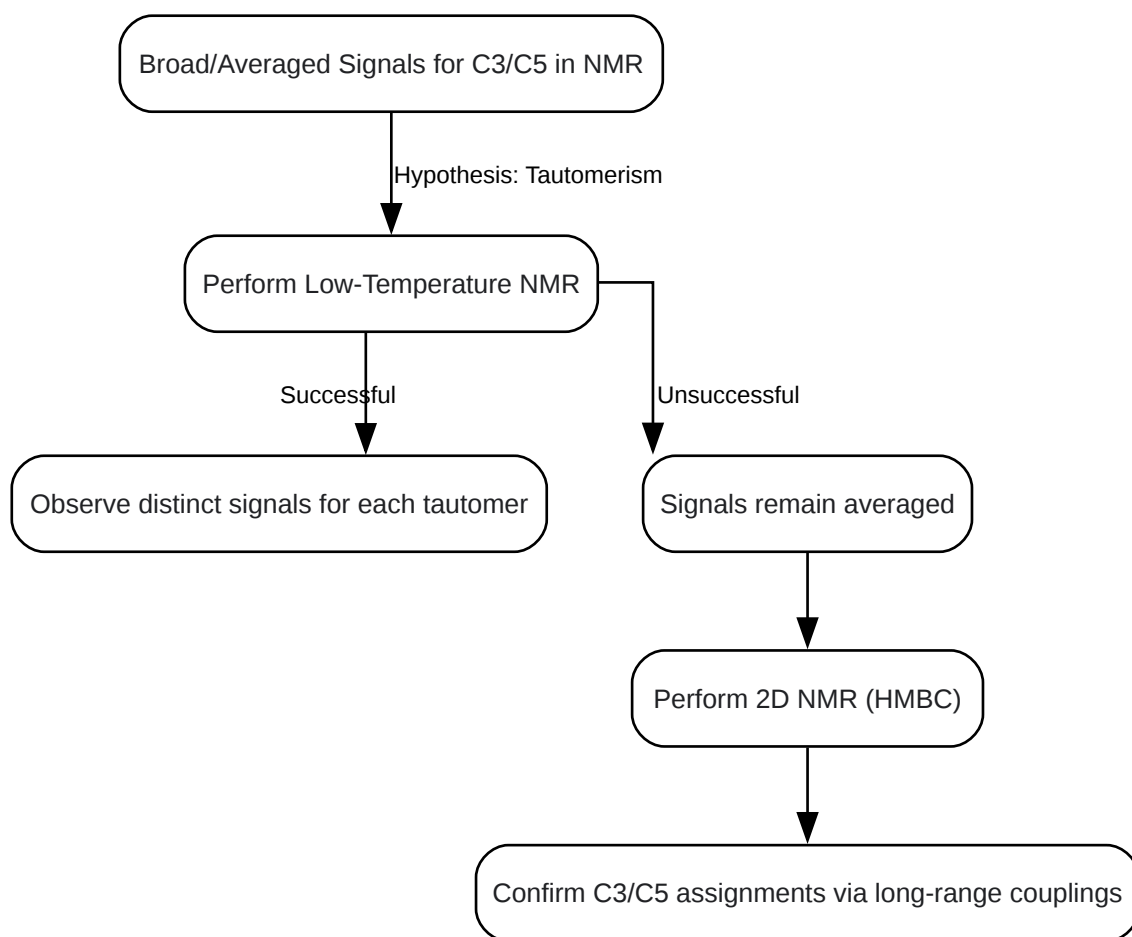 Broad/Averaged Signals for C3/C5 in NMR
Hypothesis: Tautomerism
Perform Low-Temperature NMR
Successful
Unsuccessful
Observe distinct signals for each tautomer
Signals remain averaged
Perform 2D NMR (HMBC)
Confirm C3/C5 assignments via long-range couplings